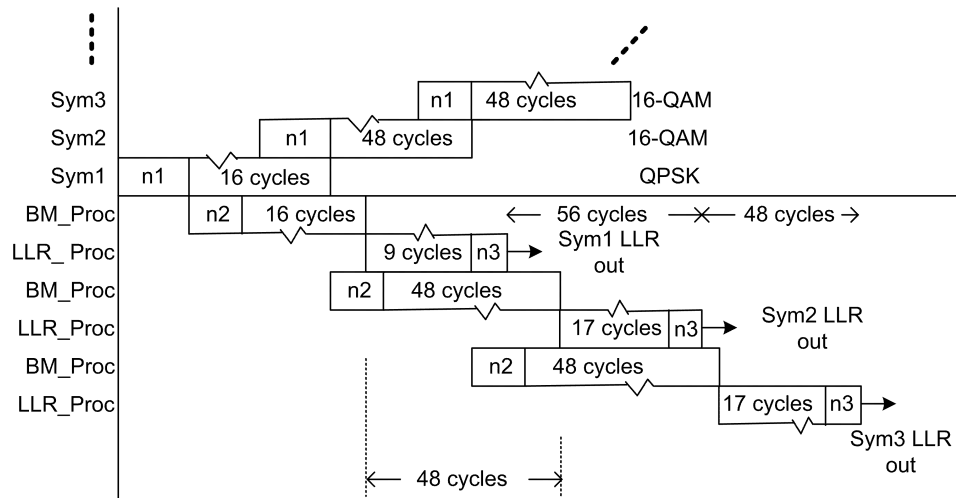 Sym3 n1 48 cycles 16-QAM
Sym2 n1 48 cycles 16-QAM
Sym1 n1 16 cycles QPSK
BM_Proc n2 16 cycles 56 cycles 48 cycles
LLR_ Proc 9 cycles n3 Sym1 LLR
out
BM_Proc n2 48 cycles
LLR_Proc 17 cycles n3 Sym2 LLR
out
BM_Proc n2 48 cycles
LLR_Proc 17 cycles n3
Sym3 LLR
out
48 cycles